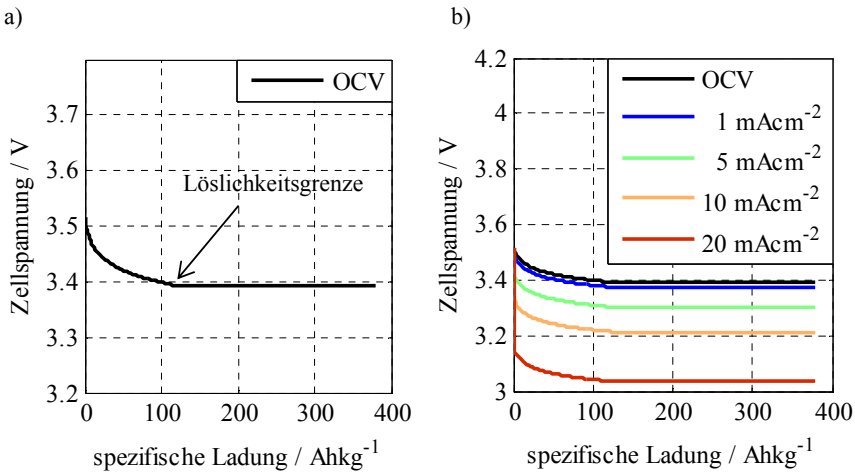 a)
OCV
3.7
3.6
3.5
3.4
3.3
3.2
0 100 200 300 400
Zellspannung / V
Löslichkeitsgrenze
spezifische Ladung / Ahkg⁻¹
b)
4.2
4
3.8
3.6
3.4
3.2
3
0 100 200 300 400
Zellspannung / V
OCV
1 mAcm⁻²
5 mAcm⁻²
10 mAcm⁻²
20 mAcm⁻²
spezifische Ladung / Ahkg⁻¹